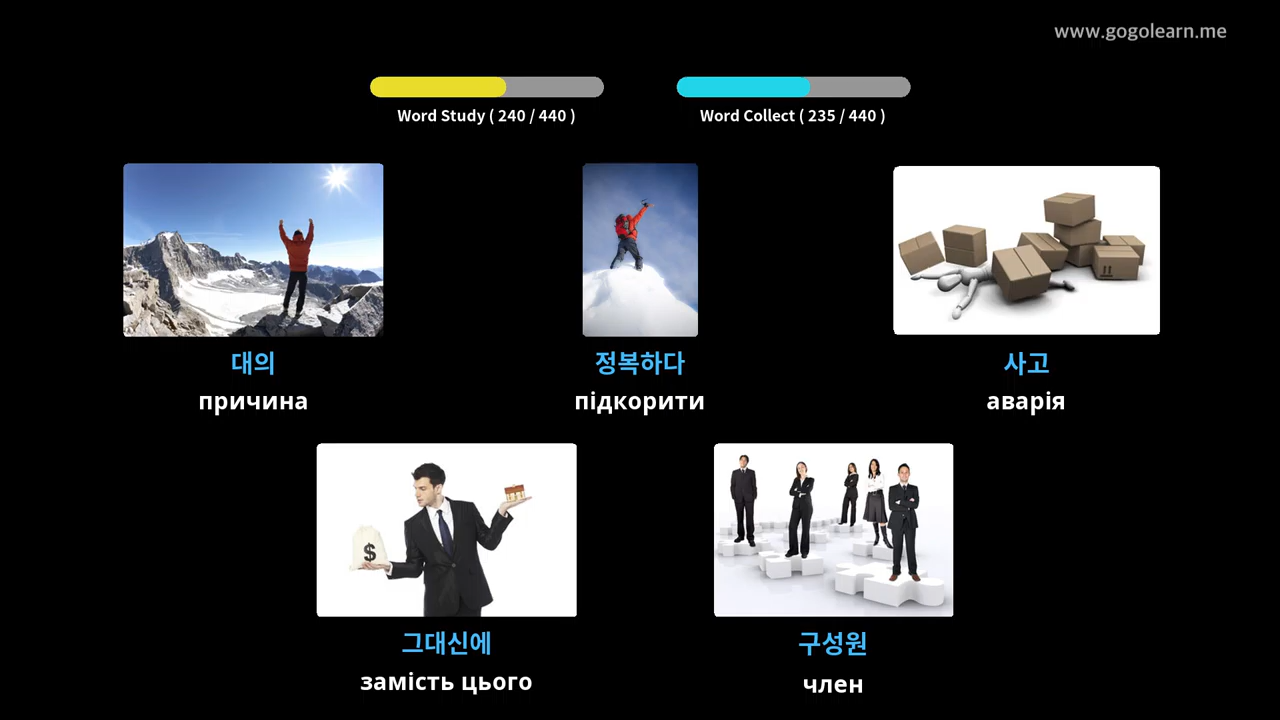 www.gogolearn.me
Word Study ( 240 / 440 )
Word Collect ( 235 / 440 )
대의
причина
정복하다
підкорити
사고
аварія
$
그대신에
замість цього
구성원
член